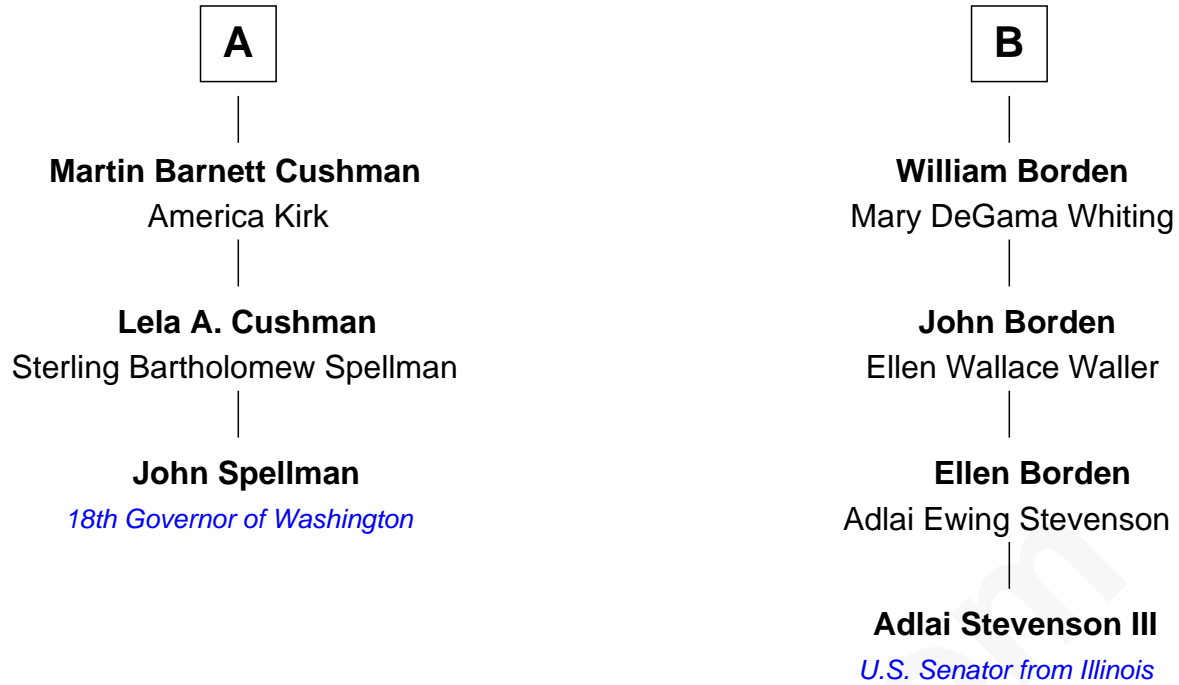 A
Martin Barnett Cushman
America Kirk
Lela A. Cushman
Sterling Bartholomew Spellman
John Spellman
18th Governor of Washington
B
William Borden
Mary DeGama Whiting
John Borden
Ellen Wallace Waller
Ellen Borden
Adlai Ewing Stevenson
Adlai Stevenson III
U.S. Senator from Illinois